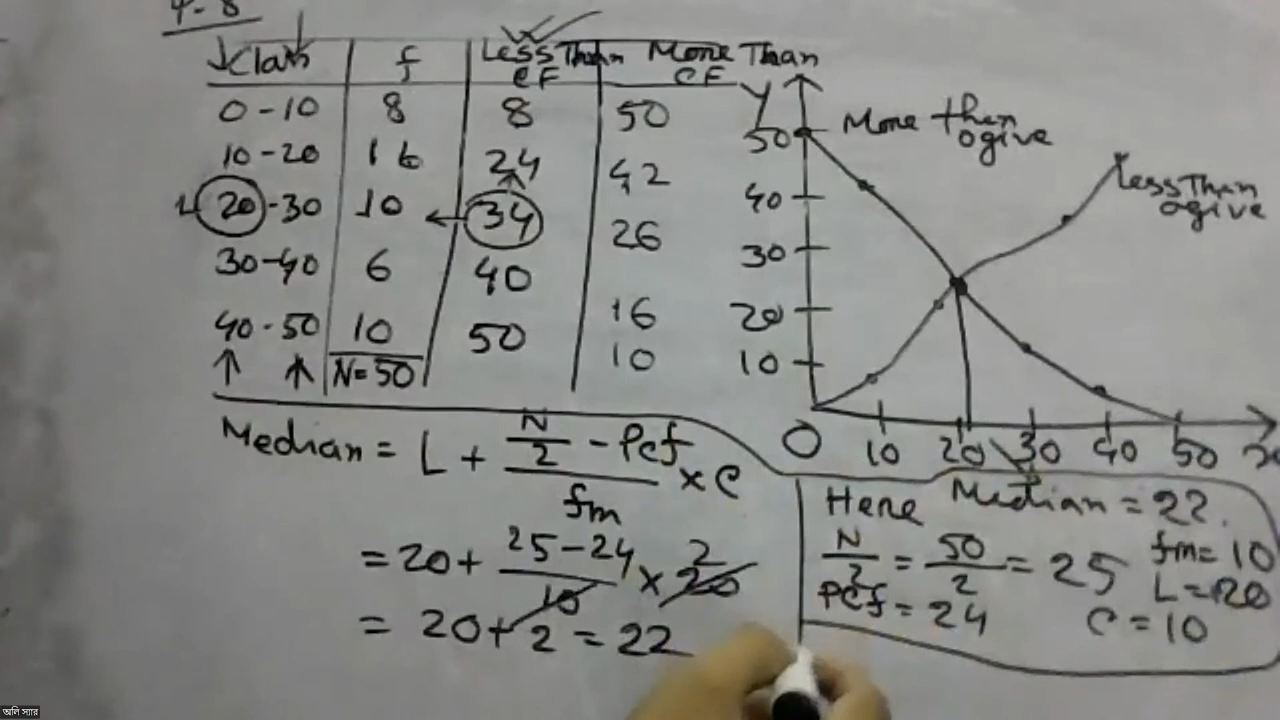 Class f Less Than CF More Than CF
0-10 8 8 50
10-20 16 24 42
20-30 10 34 26
30-40 6 40 16
40-50 10 50 10
N=50
y
50 More than ogive
40 Less Than ogive
30
20
10
0 10 20 30 40 50
Median = L + (N/2 - Pcf)/fm × C
= 20 + (25-24)/10 × 20 2
= 20 + 2 = 22
Here Median = 22.
N/2 = 50/2 = 25 fm = 10
Pcf = 24 L = 20
C = 10
অলি স্যার